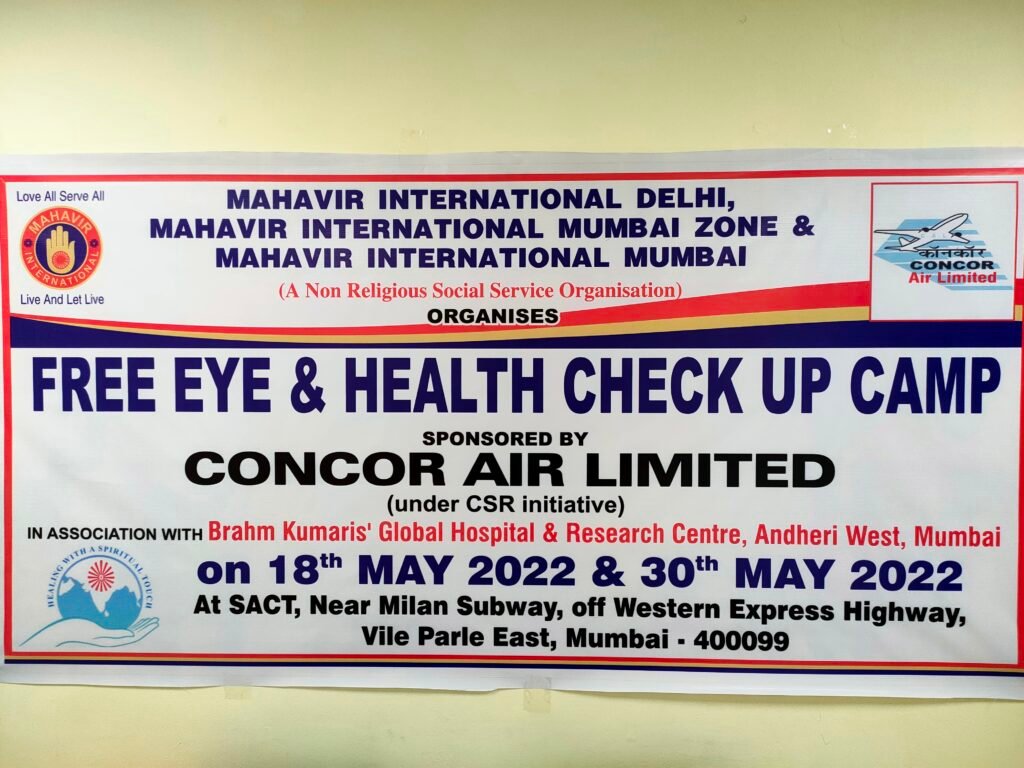 Love All Serve All
MAHAVIR
INTERNATIONAL
Live And Let Live
MAHAVIR INTERNATIONAL DELHI,
MAHAVIR INTERNATIONAL MUMBAI ZONE &
MAHAVIR INTERNATIONAL MUMBAI
(A Non Religious Social Service Organisation)
ORGANISES
कॉनकॉर
CONCOR
Air Limited
FREE EYE & HEALTH CHECK UP CAMP
SPONSORED BY
CONCOR AIR LIMITED
(under CSR initiative)
IN ASSOCIATION WITH Brahm Kumaris' Global Hospital & Research Centre, Andheri West, Mumbai
HEALING WITH A SPIRITUAL TOUCH
on 18th MAY 2022 & 30th MAY 2022
At SACT, Near Milan Subway, off Western Express Highway,
Vile Parle East, Mumbai - 400099